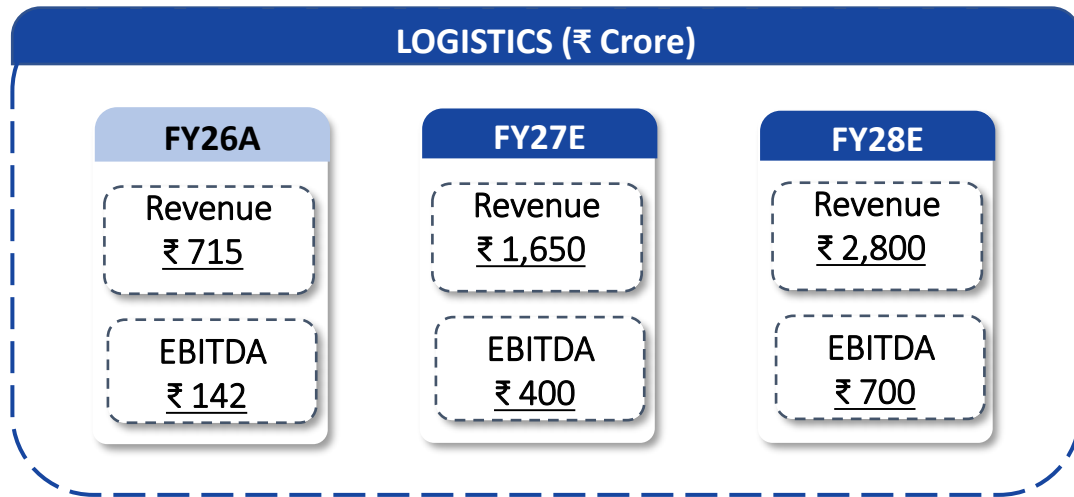 LOGISTICS (₹ Crore)
FY26A
Revenue
₹ 715
EBITDA
₹ 142
FY27E
Revenue
₹ 1,650
EBITDA
₹ 400
FY28E
Revenue
₹ 2,800
EBITDA
₹ 700